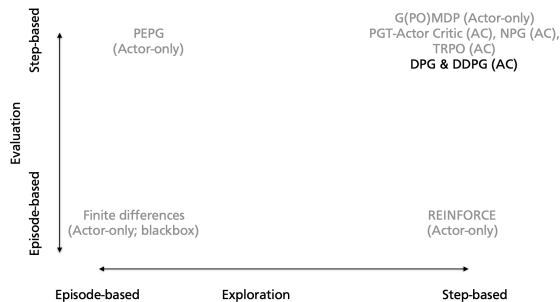 Step-based
Evaluation
Episode-based
PEPG
(Actor-only)
G(PO)MDP (Actor-only)
PGT-Actor Critic (AC), NPG (AC),
TRPO (AC)
DPG & DDPG (AC)
Finite differences
(Actor-only; blackbox)
REINFORCE
(Actor-only)
Episode-based
Exploration
Step-based